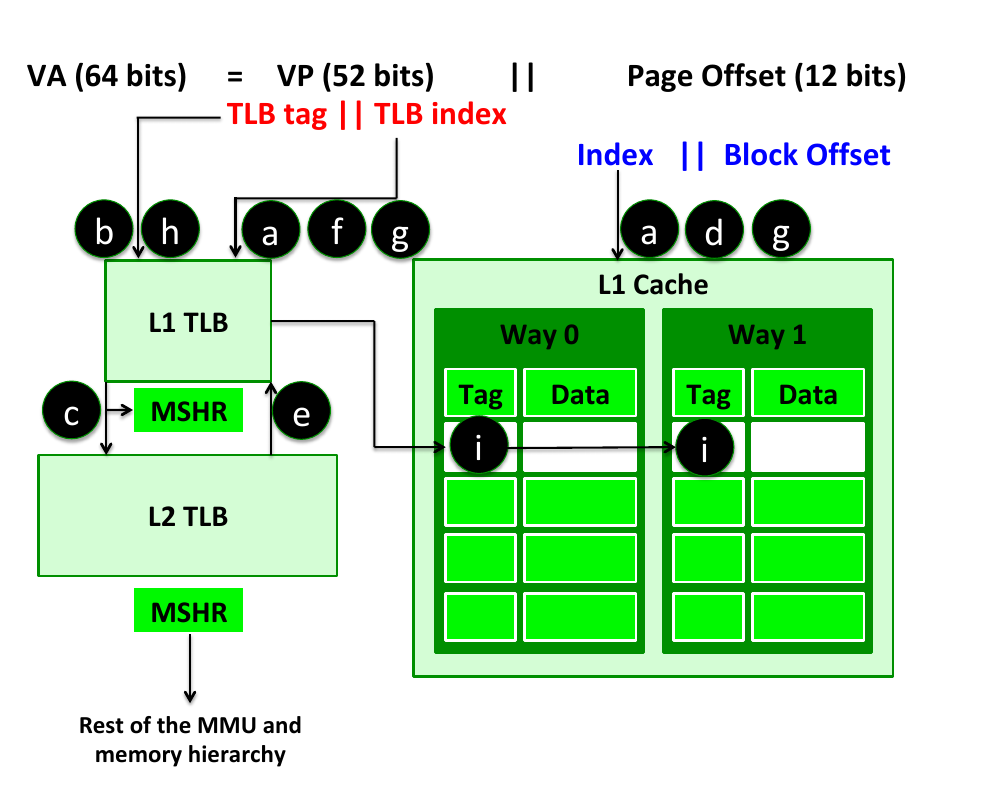 VA (64 bits) = VP (52 bits) || Page Offset (12 bits)
TLB tag || TLB index
Index || Block Offset
b h a f g a d g
L1 Cache
L1 TLB
Way 0 Way 1
Tag Data Tag Data
c MSHR e
i i
L2 TLB
MSHR
Rest of the MMU and
memory hierarchy